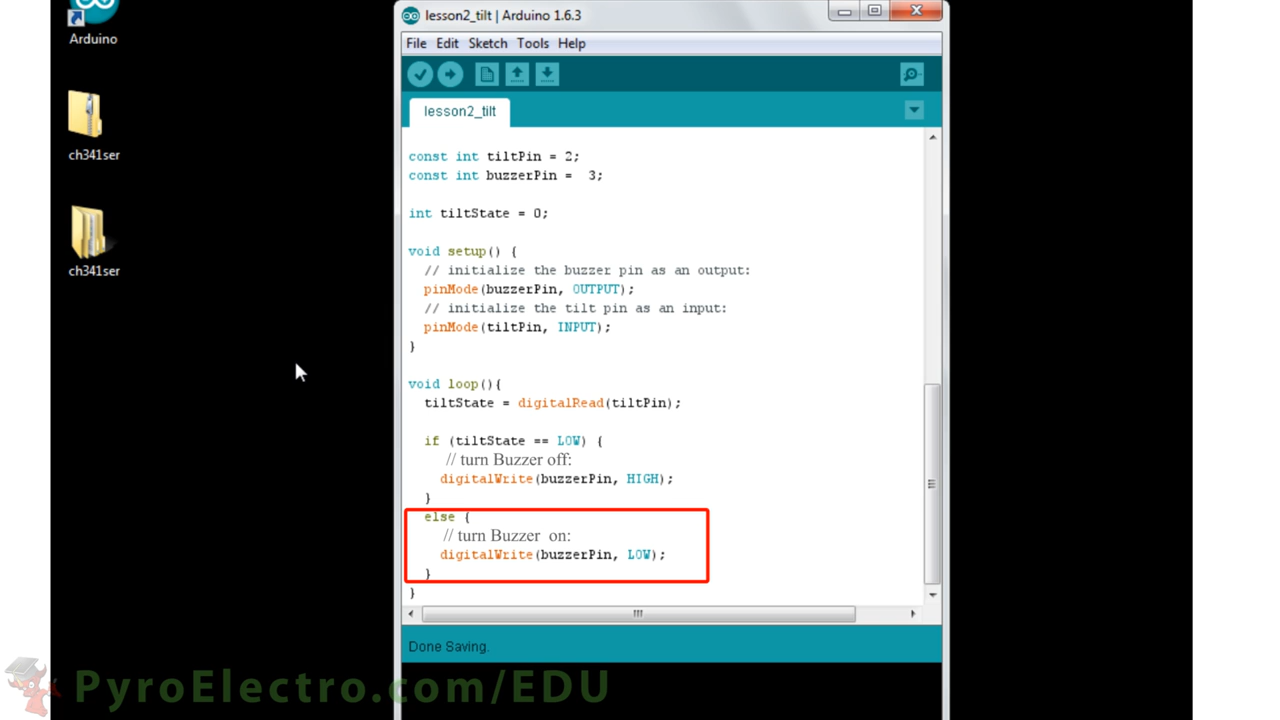 Arduino
ch341ser
ch341ser
lesson2_tilt | Arduino 1.6.3
File Edit Sketch Tools Help
lesson2_tilt
const int tiltPin = 2;
const int buzzerPin =  3;
int tiltState = 0;
void setup() {
// initialize the buzzer pin as an output:
pinMode(buzzerPin, OUTPUT);
// initialize the tilt pin as an input:
pinMode(tiltPin, INPUT);
}
void loop(){
tiltState = digitalRead(tiltPin);
if (tiltState == LOW) {
// turn Buzzer off:
digitalWrite(buzzerPin, HIGH);
}
else {
// turn Buzzer  on:
digitalWrite(buzzerPin, LOW);
}
}
Done Saving.
PyroElectro.com/EDU